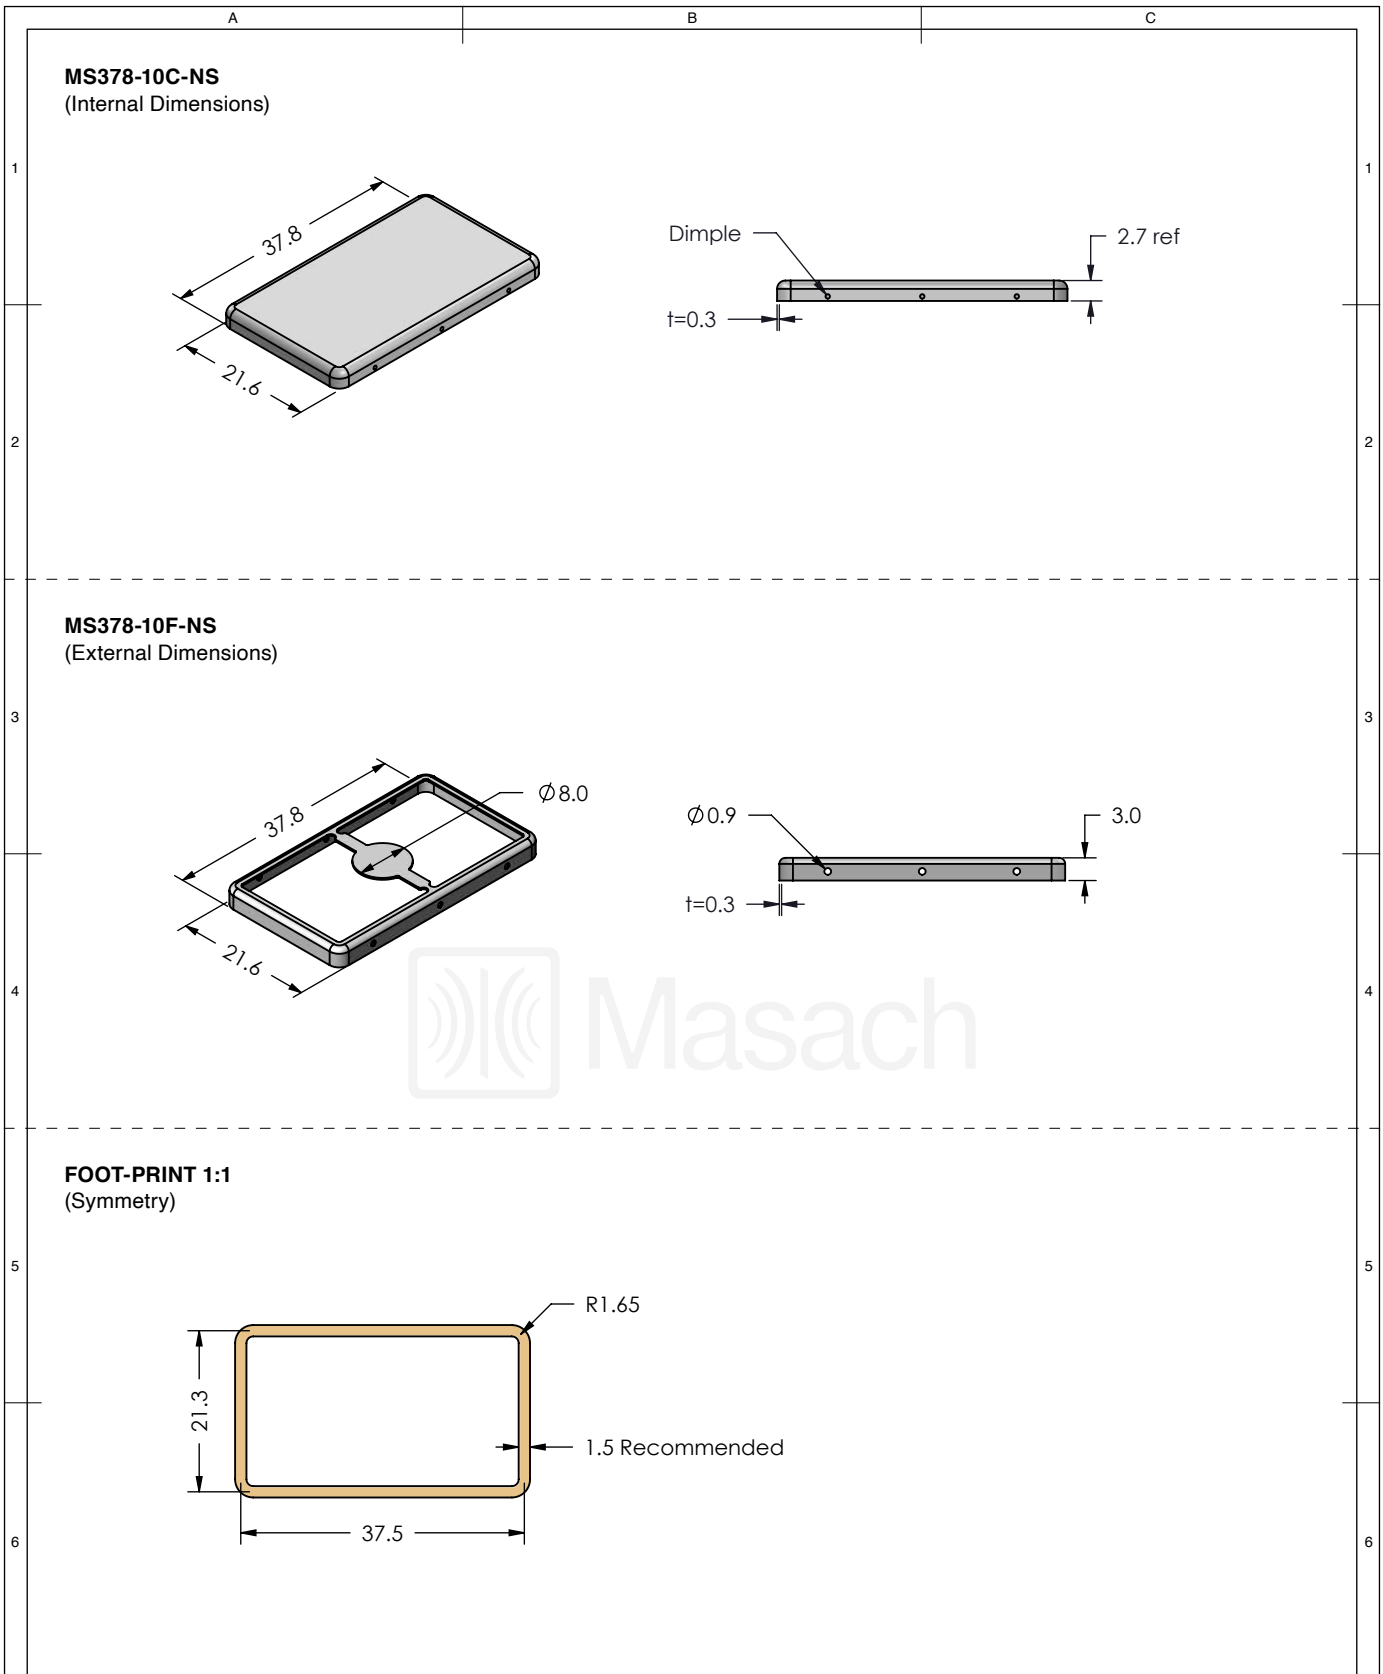 A B C
MS378-10C-NS
(Internal Dimensions)
1 1
37.8
21.6
Dimple
2.7 ref
t=0.3
2 2
MS378-10F-NS
(External Dimensions)
3 3
37.8
21.6
Ø8.0
Ø0.9
3.0
t=0.3
Masach
4 4
FOOT-PRINT 1:1
(Symmetry)
5 5
R1.65
21.3
1.5 Recommended
37.5
6 6